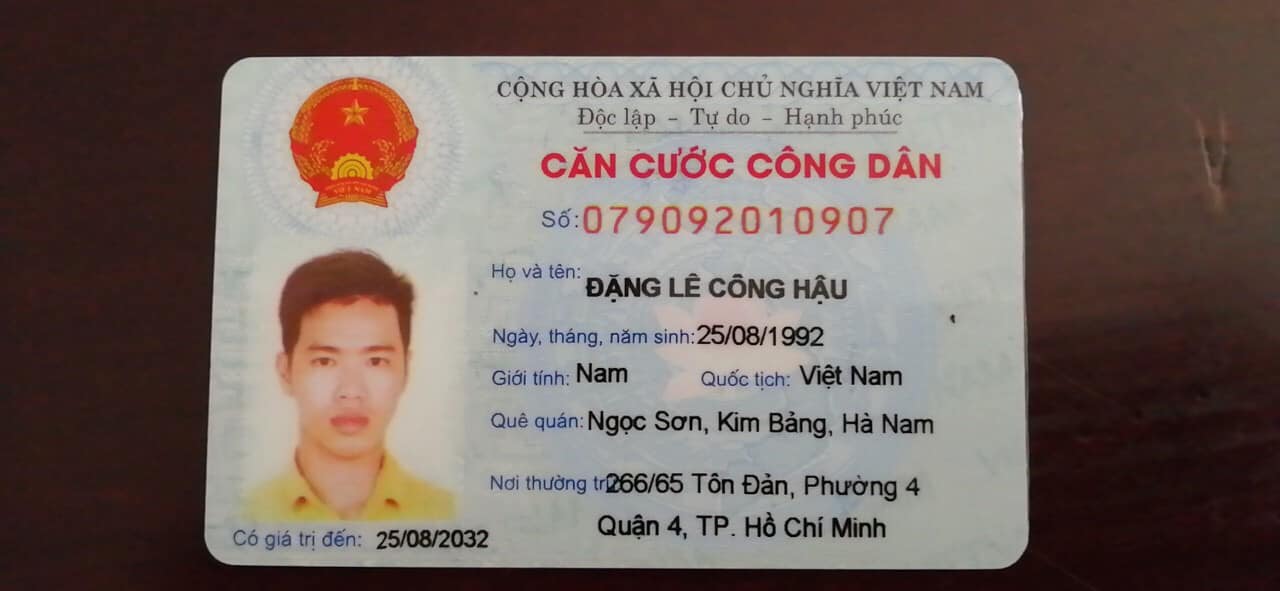 CỘNG HÒA XÃ HỘI CHỦ NGHĨA VIỆT NAM
Độc lập - Tự do - Hạnh phúc
CĂN CƯỚC CÔNG DÂN
Số: 079092010907
Họ và tên: ĐẶNG LÊ CÔNG HẬU
Ngày, tháng, năm sinh: 25/08/1992
Giới tính: Nam Quốc tịch: Việt Nam
Quê quán: Ngọc Sơn, Kim Bảng, Hà Nam
Nơi thường trú: 266/65 Tôn Đản, Phường 4
Quận 4, TP. Hồ Chí Minh
Có giá trị đến: 25/08/2032
VIỆT NAM